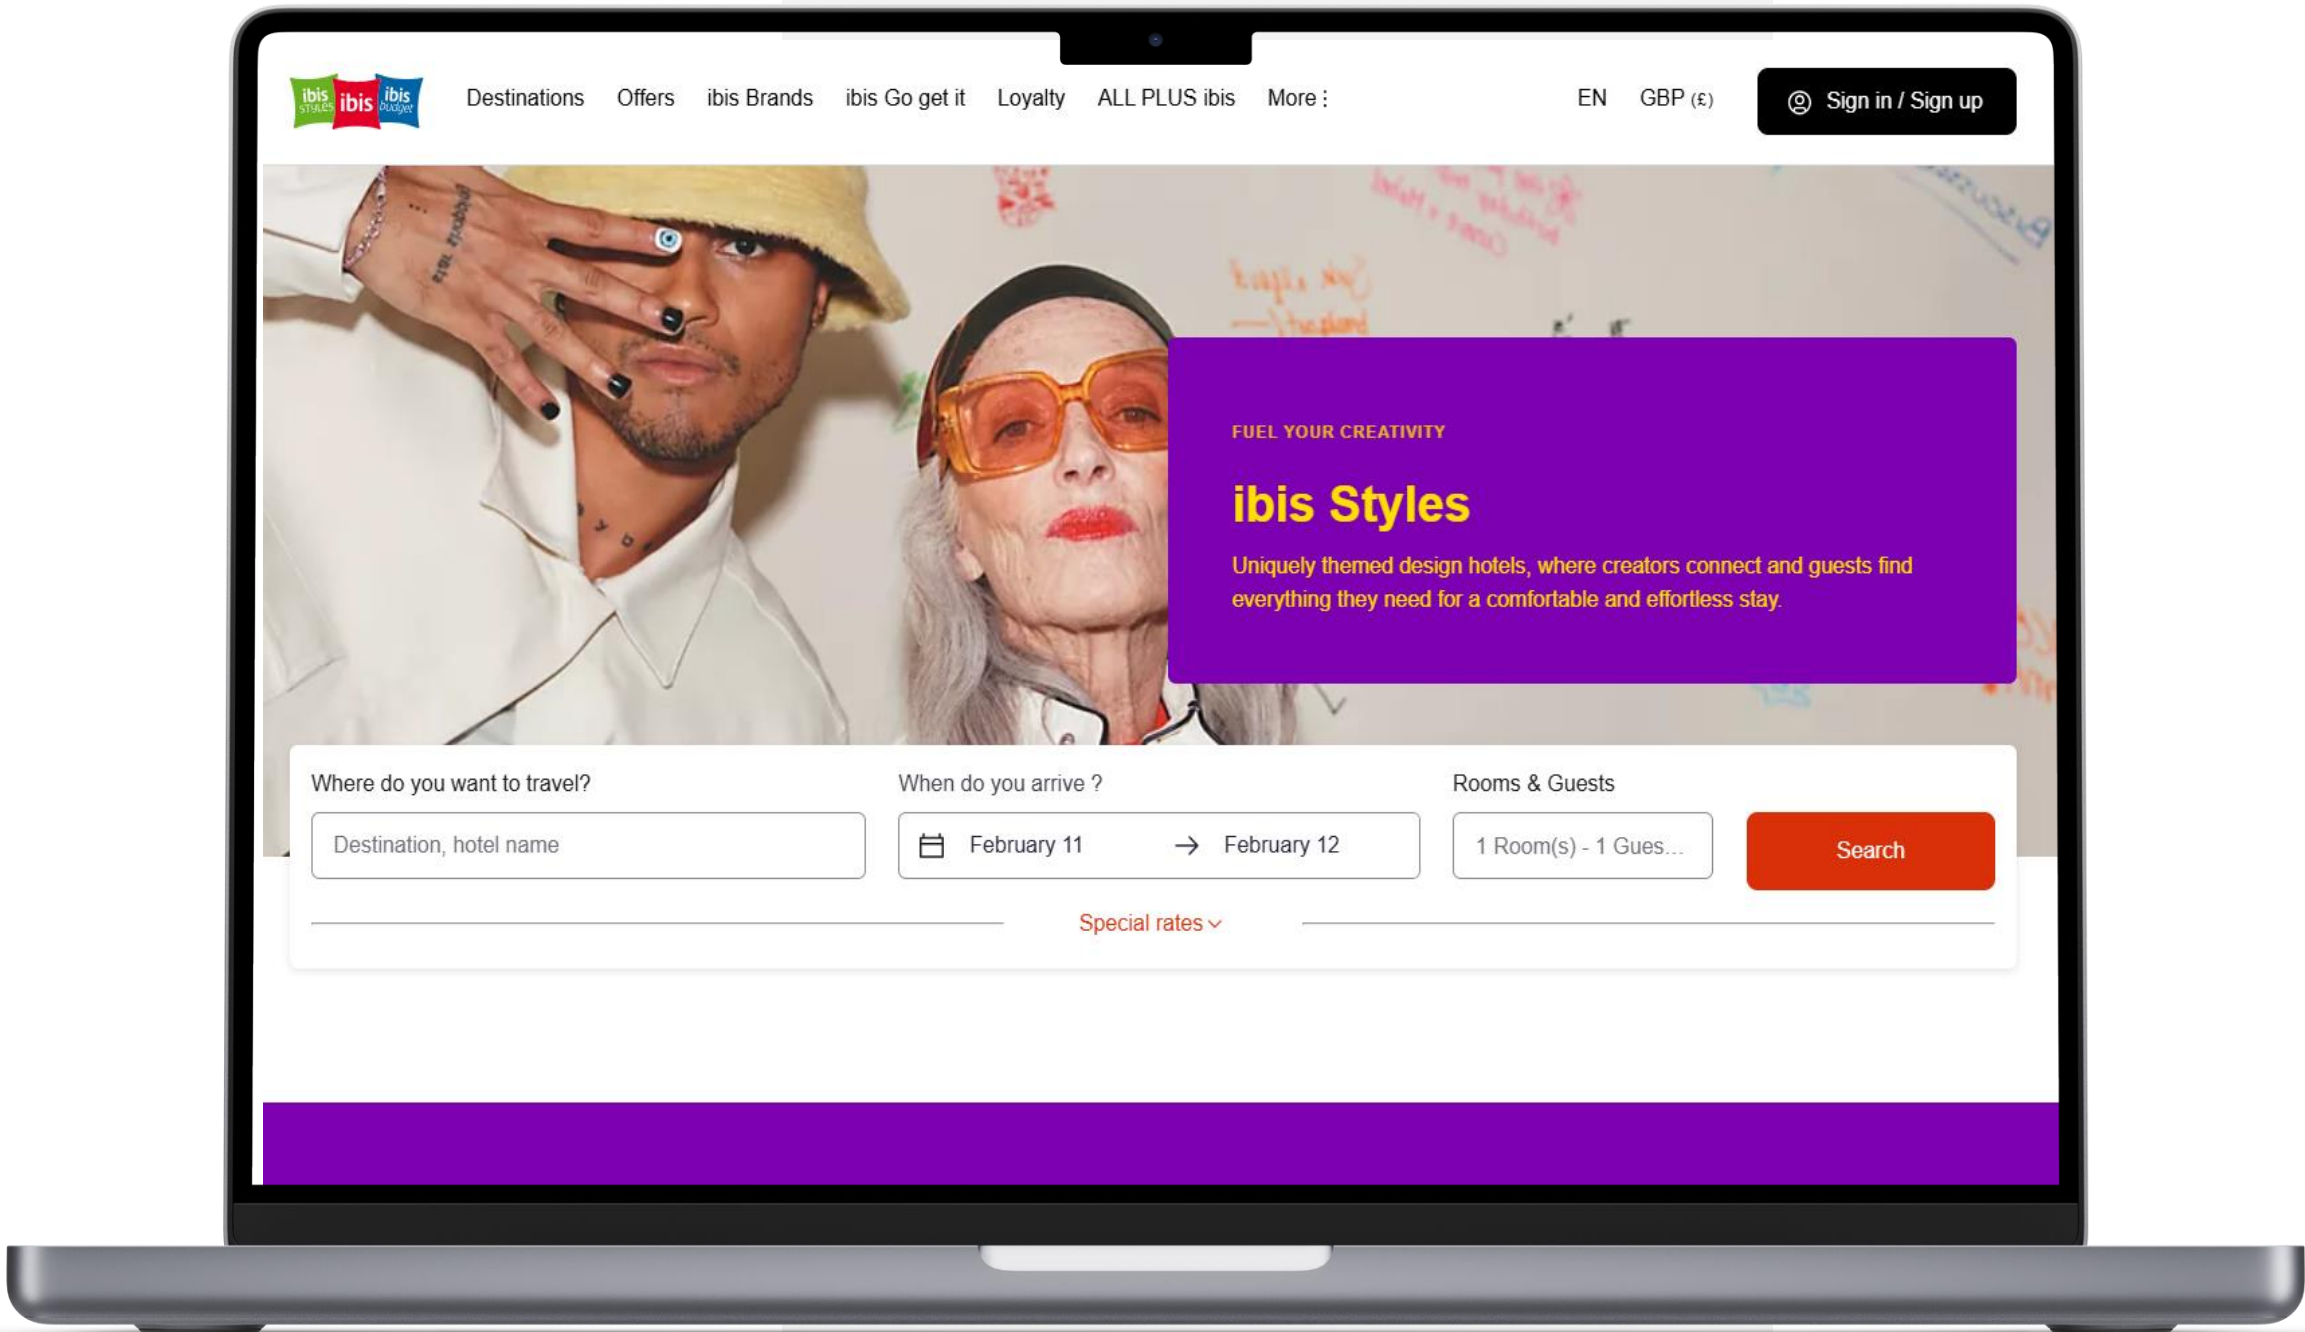 ibis STYLES ibis ibis budget
Destinations Offers ibis Brands ibis Go get it Loyalty ALL PLUS ibis More ⋮ EN GBP (£) Sign in / Sign up
FUEL YOUR CREATIVITY
ibis Styles
Uniquely themed design hotels, where creators connect and guests find
everything they need for a comfortable and effortless stay.
Where do you want to travel? When do you arrive ? Rooms & Guests
Destination, hotel name February 11 → February 12 1 Room(s) - 1 Gues... Search
Special rates